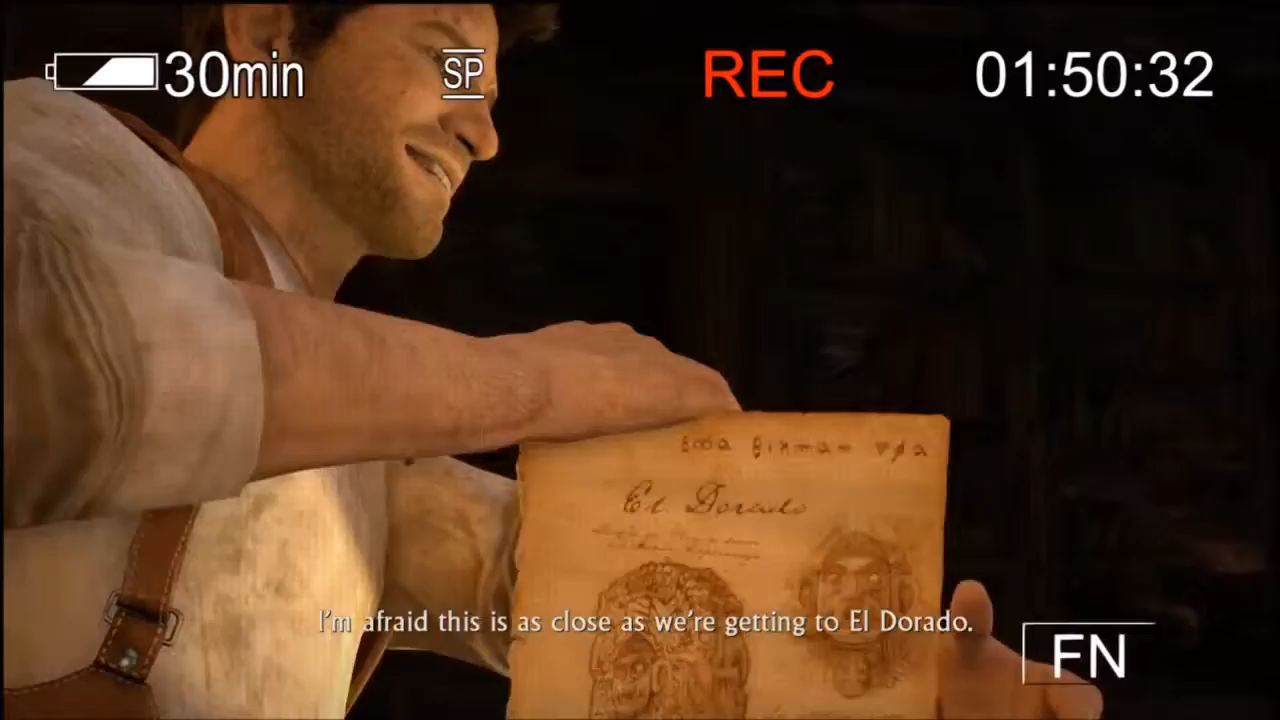 30min SP REC 01:50:32
El Dorado
I'm afraid this is as close as we're getting to El Dorado.
FN